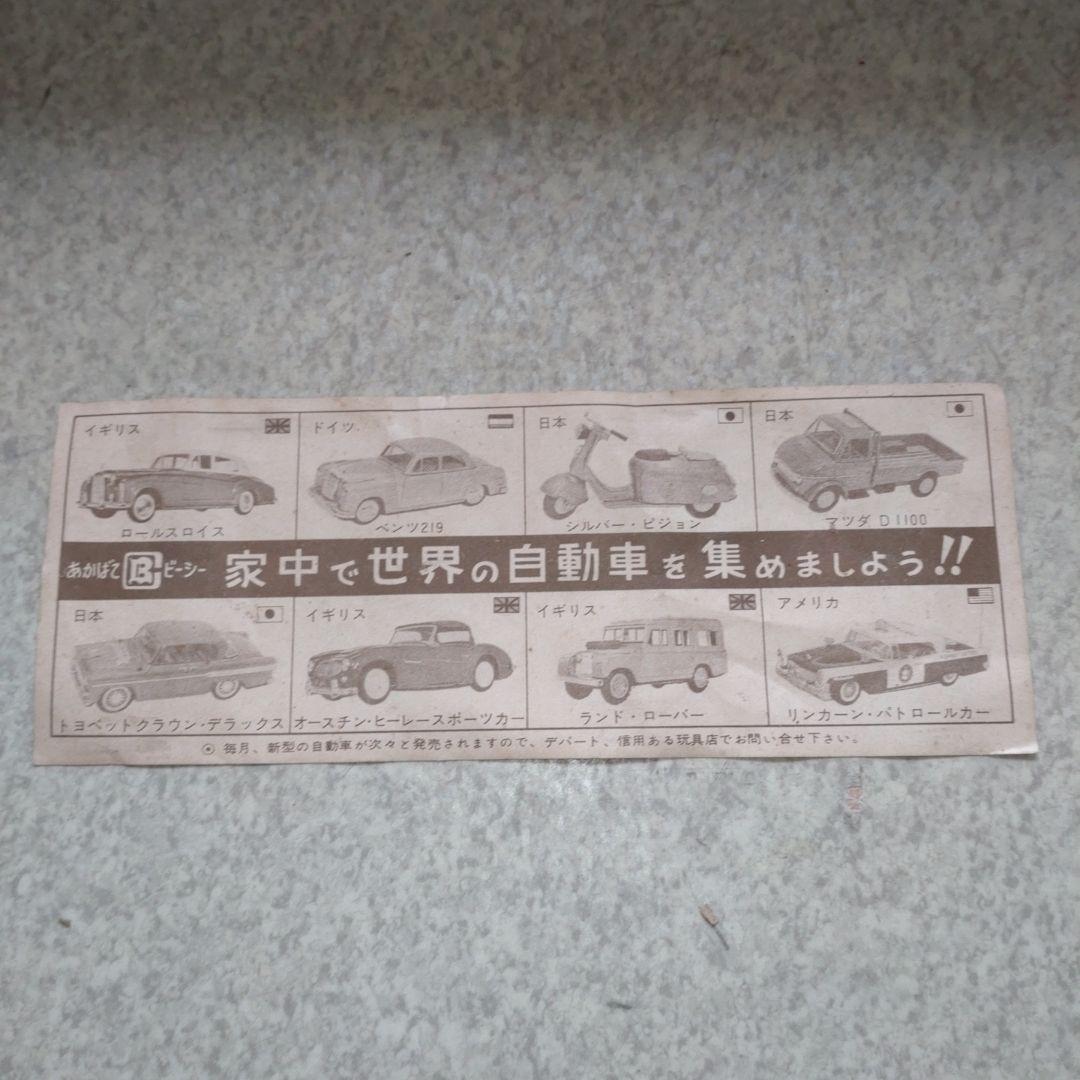 イギリス
ロールスロイス
ドイツ
ベンツ219
日本
シルバー・ピジョン
日本
マツダ D1100
あかばこ BC ビーシー 家中で世界の自動車を集めましよう!!
日本
トヨペットクラウン・デラックス
イギリス
オースチン・ヒーレースポーツカー
イギリス
ランド・ローバー
アメリカ
リンカーン・パトロールカー
⦿ 毎月、新型の自動車が次々と発売されますので、デパート、信用ある玩具店でお問い合せ下さい。